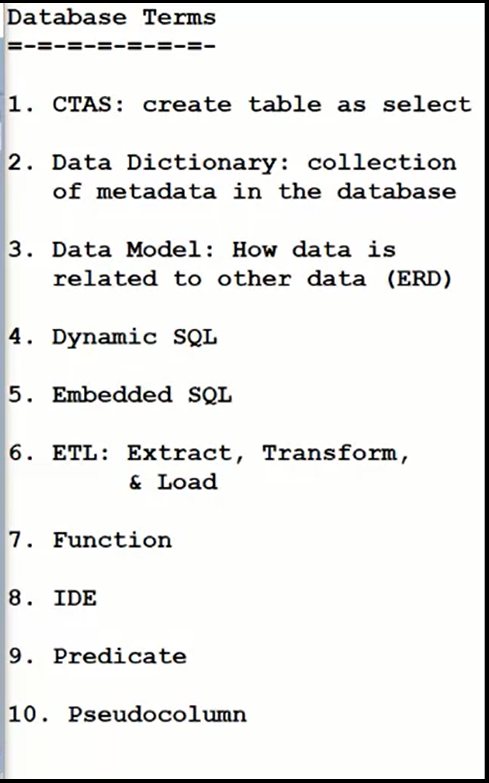 Database Terms
=-=-=-=-=-=-=-
1. CTAS: create table as select
2. Data Dictionary: collection
of metadata in the database
3. Data Model: How data is
related to other data (ERD)
4. Dynamic SQL
5. Embedded SQL
6. ETL: Extract, Transform,
& Load
7. Function
8. IDE
9. Predicate
10. Pseudocolumn